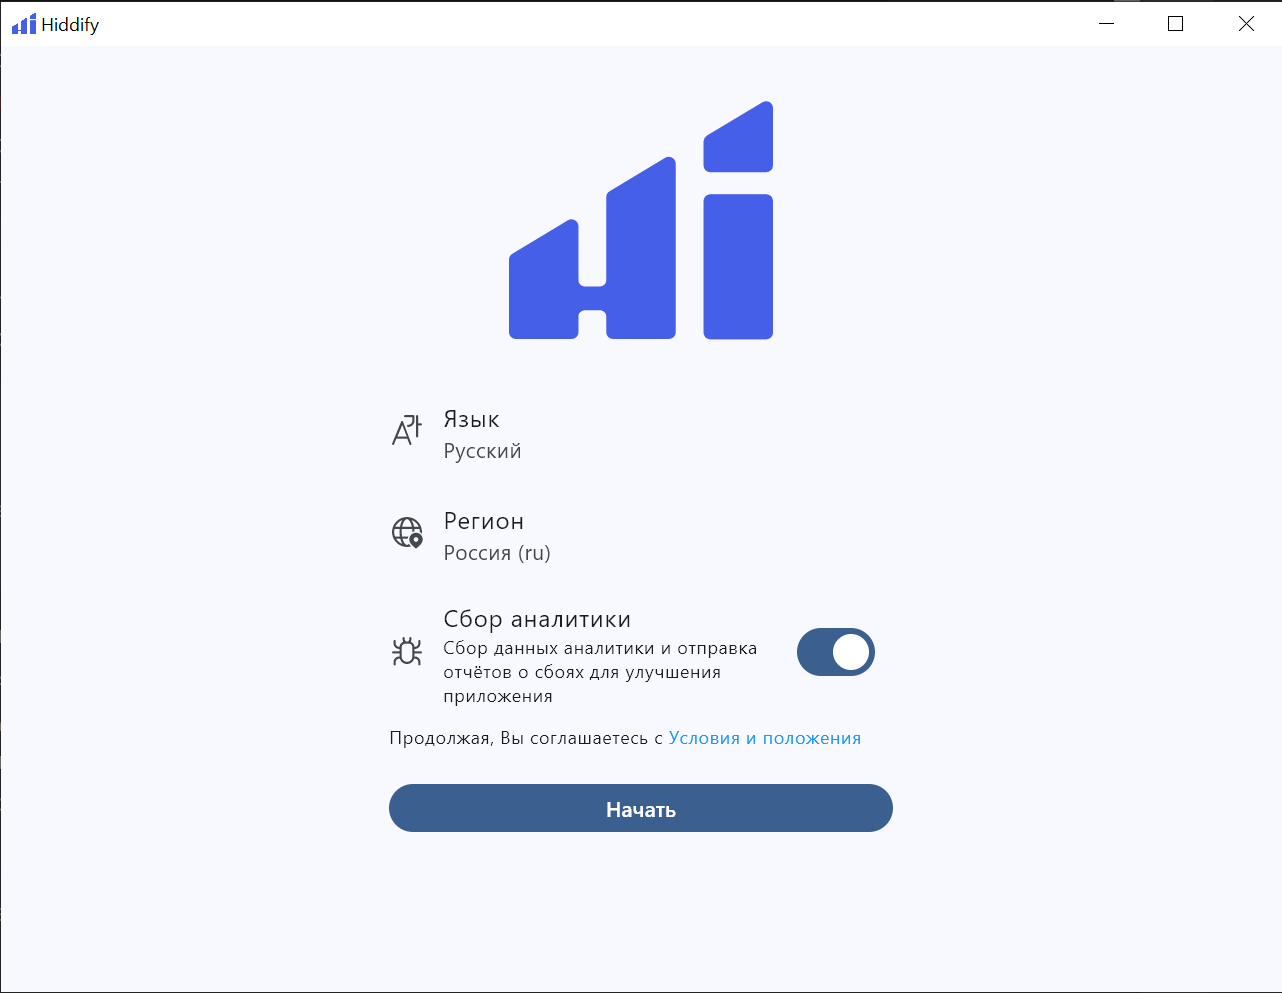 Hiddify
Язык
Русский
Регион
Россия (ru)
Сбор аналитики
Сбор данных аналитики и отправка
отчётов о сбоях для улучшения
приложения
Продолжая, Вы соглашаетесь с Условия и положения
Начать